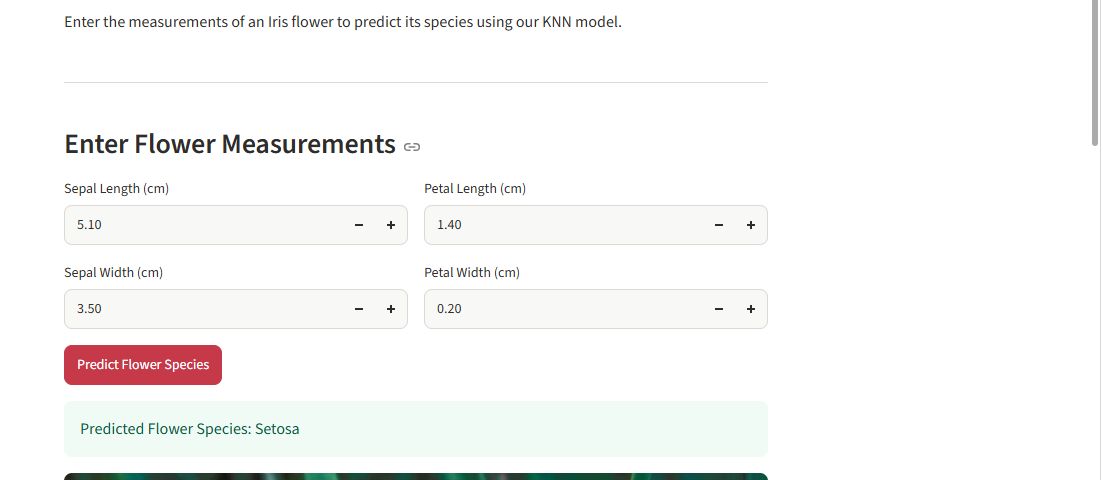 Enter the measurements of an Iris flower to predict its species using our KNN model.
Enter Flower Measurements
Sepal Length (cm)
Petal Length (cm)
5.10
1.40
Sepal Width (cm)
Petal Width (cm)
3.50
0.20
Predict Flower Species
Predicted Flower Species: Setosa